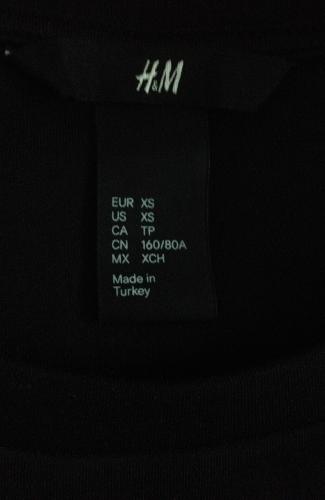 H&M
EUR XS
US XS
CA TP
CN 160/80A
MX XCH
Made in
Turkey